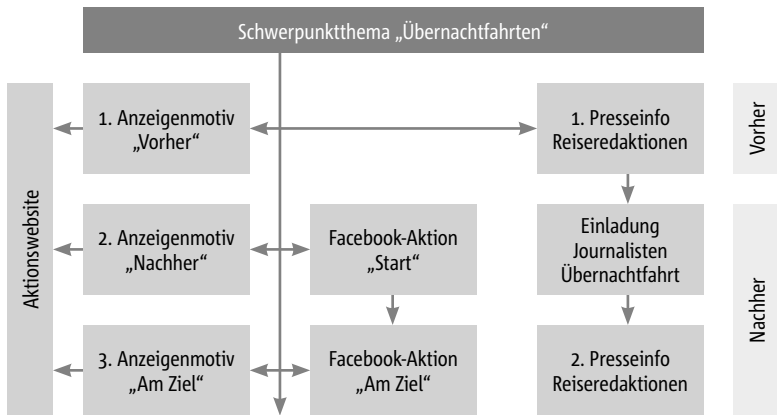 Schwerpunktthema „Übernachtfahrten“
Aktionswebsite
1. Anzeigenmotiv
„Vorher“
1. Presseinfo
Reiseredaktionen
Vorher
2. Anzeigenmotiv
„Nachher“
Facebook-Aktion
„Start“
Einladung
Journalisten
Übernachtfahrt
Nachher
3. Anzeigenmotiv
„Am Ziel“
Facebook-Aktion
„Am Ziel“
2. Presseinfo
Reiseredaktionen